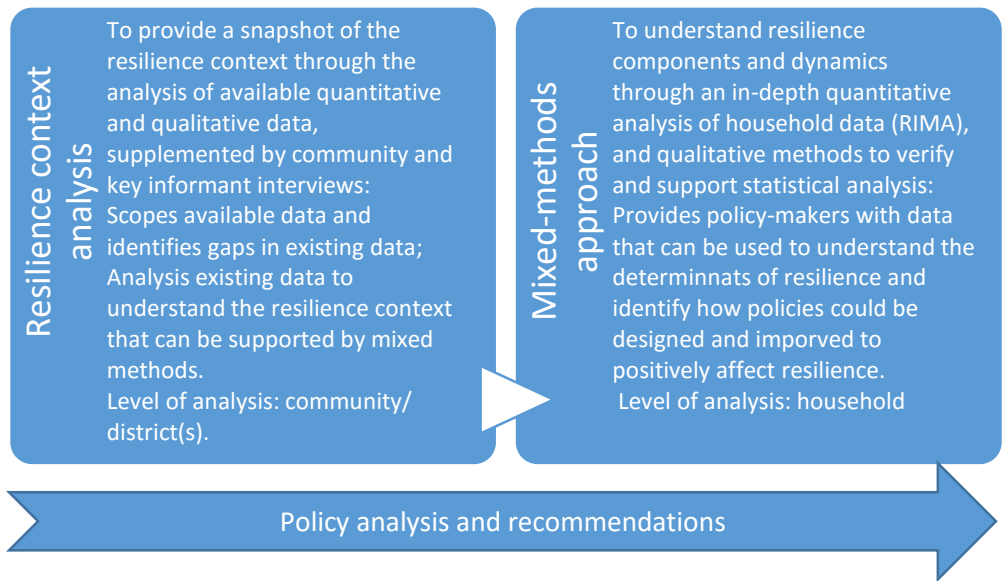 Resilience context
analysis
To provide a snapshot of the
resilience context through the
analysis of available quantitative
and qualitative data,
supplemented by community and
key informant interviews:
Scopes available data and
identifies gaps in existing data;
Analysis existing data to
understand the resilience context
that can be supported by mixed
methods.
Level of analysis: community/
district(s).
Mixed-methods
approach
To understand resilience
components and dynamics
through an in-depth quantitative
analysis of household data (RIMA),
and qualitative methods to verify
and support statistical analysis:
Provides policy-makers with data
that can be used to understand the
determinnats of resilience and
identify how policies could be
designed and imporved to
positively affect resilience.
Level of analysis: household
Policy analysis and recommendations